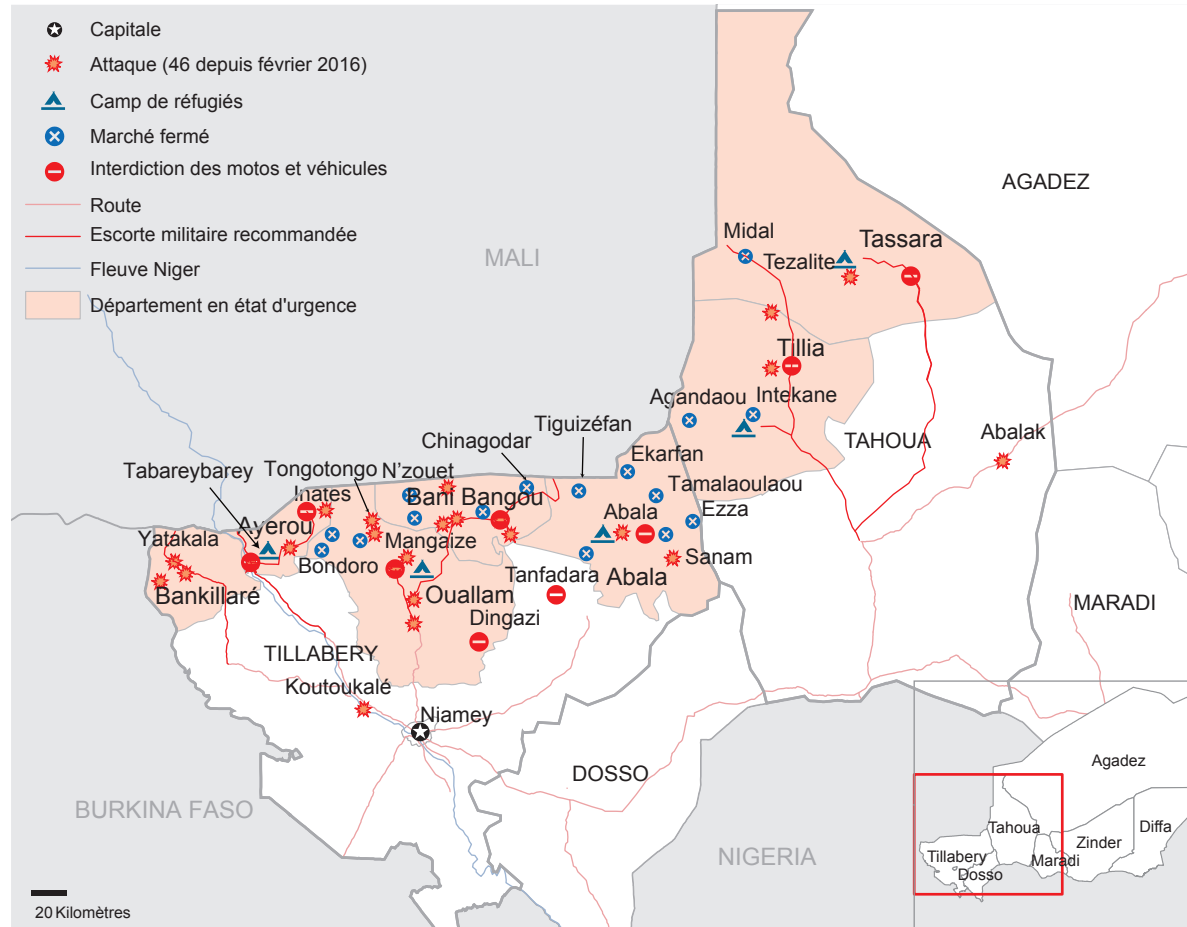 Capitale
Attaque (46 depuis février 2016)
Camp de réfugiés
Marché fermé
Interdiction des motos et véhicules
Route
Escorte militaire recommandée
Fleuve Niger
Département en état d'urgence
MALI
AGADEZ
Midal
Tezalite
Tassara
Tillia
Agandaou
Intekane
TAHOUA
Abalak
Tiguizéfan
Chinagodar
Ekarfan
Tabareybarey
Tongotongo
N'zouet
Inates
Bani Bangou
Tamalaoulaou
Ezza
Abala
Ayerou
Yatakala
Mangaize
Bondoro
Sanam
Tanfadara
Abala
Bankillaré
Ouallam
Dingazi
MARADI
TILLABERY
Koutoukalé
Niamey
DOSSO
BURKINA FASO
NIGERIA
Agadez
Tahoua
Zinder
Diffa
Maradi
Tillabery
Dosso
20 Kilomètres